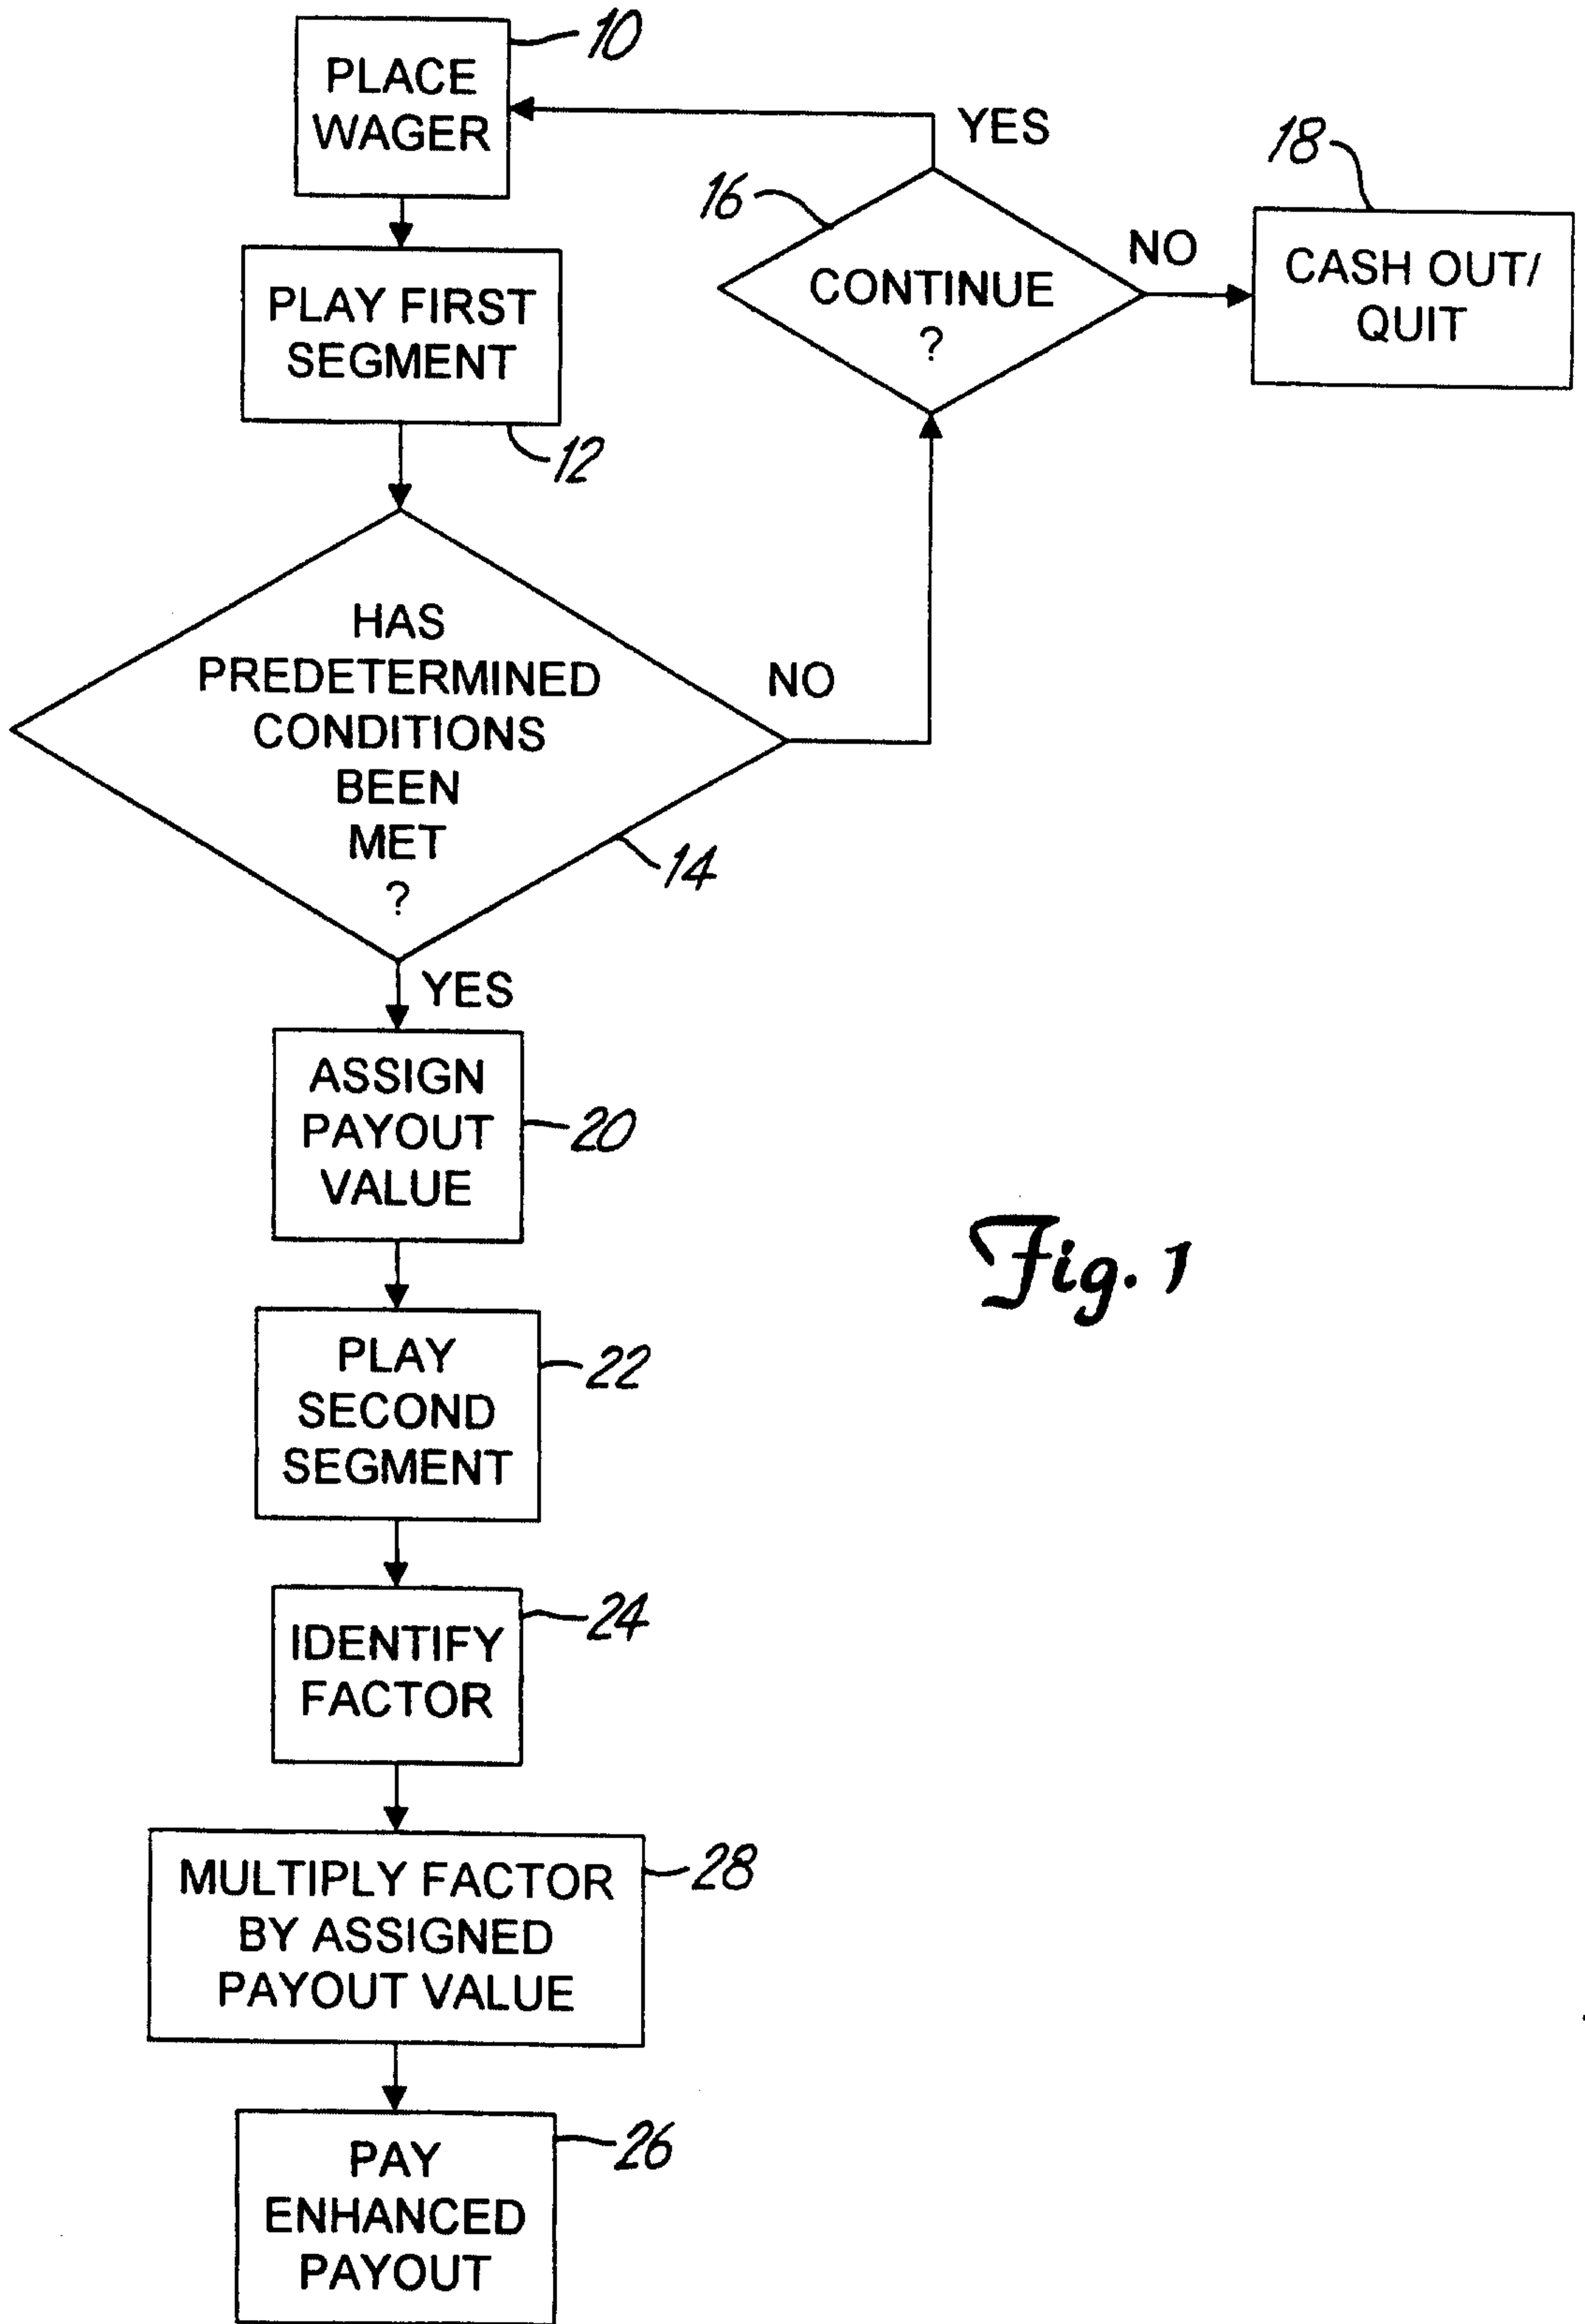 10
PLACE
WAGER
YES
18
16
NO
CASH OUT/
QUIT
CONTINUE
?
PLAY FIRST
SEGMENT
12
HAS
PREDETERMINED
CONDITIONS
BEEN
MET
?
NO
14
YES
ASSIGN
PAYOUT
VALUE
20
Fig. 1
PLAY
SECOND
SEGMENT
22
IDENTIFY
FACTOR
24
MULTIPLY FACTOR
BY ASSIGNED
PAYOUT VALUE
28
PAY
ENHANCED
PAYOUT
26